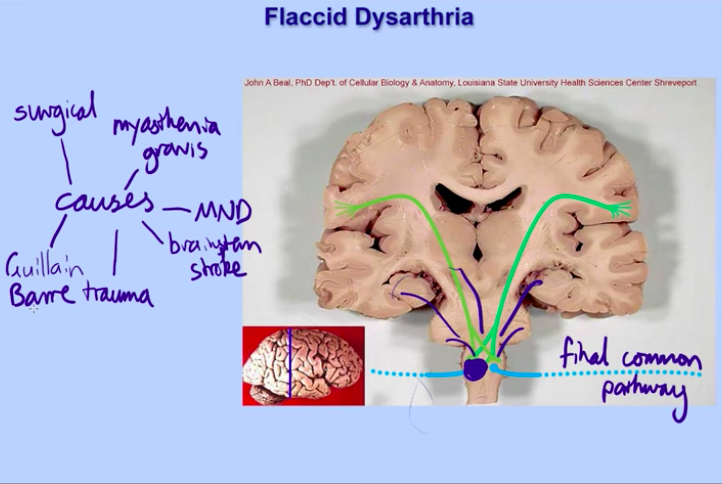 Flaccid Dysarthria
John A Beal, PhD Dep't. of Cellular Biology & Anatomy, Louisiana State University Health Sciences Center Shreveport
surgical
myasthenia
gravis
causes
MND
brainstem
stroke
Guillain
Barre
trauma
final common
pathway